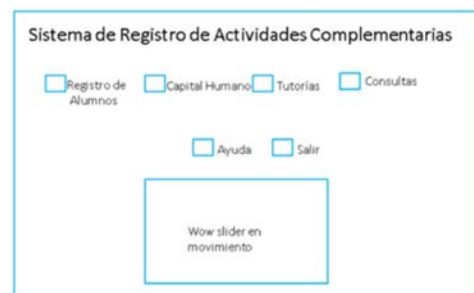 Sistema de Registro de Actividades Complementarias
Registro de
Alumnos
Capital Humano
Tutorías
Consultas
Ayuda
Salir
Wow slider en
movimiento